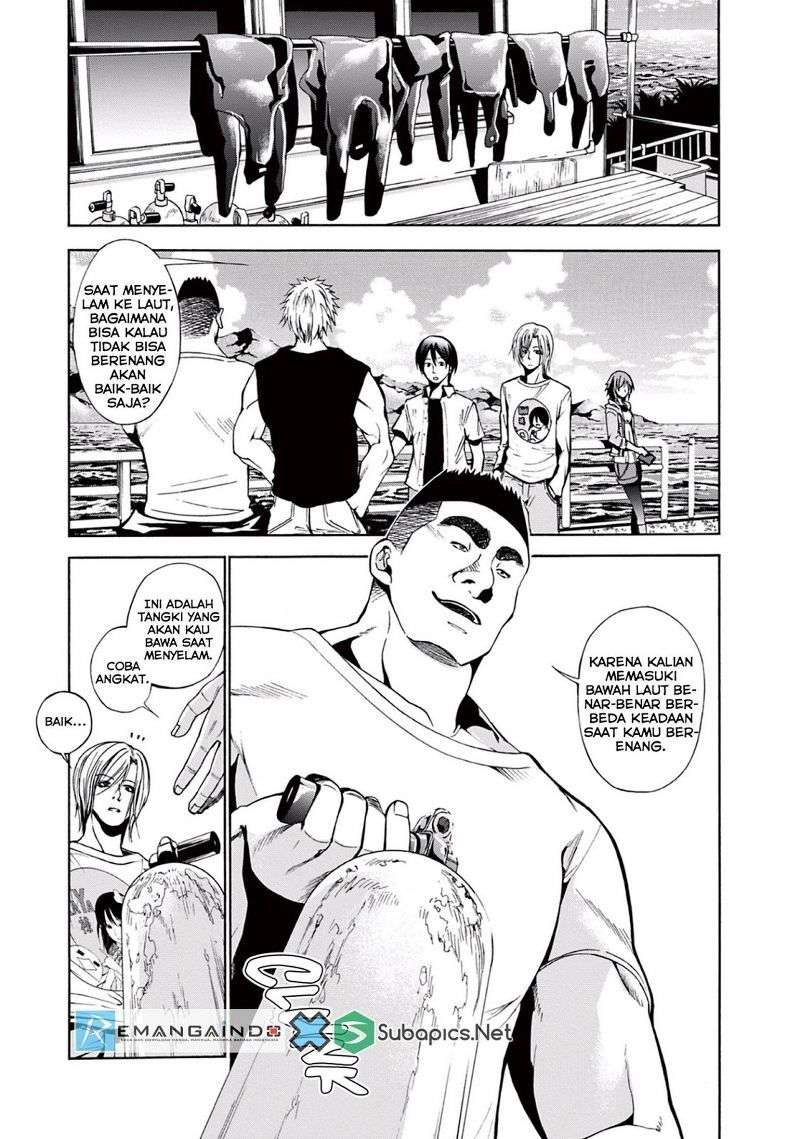 SAAT MENYE-
LAM KE LAUT,
BAGAIMANA
BISA KALAU
TIDAK BISA
BERENANG
AKAN
BAIK-BAIK
SAJA?
INI ADALAH
TANGKI YANG
AKAN KAU
BAWA SAAT
MENYELAM.
COBA
ANGKAT.
BAIK...
KARENA KALIAN
MEMASUKI
BAWAH LAUT BE-
NAR-BENAR BER-
BEDA KEADAAN
SAAT KAMU BER-
ENANG.
REMANGAINDO
Subapics.Net